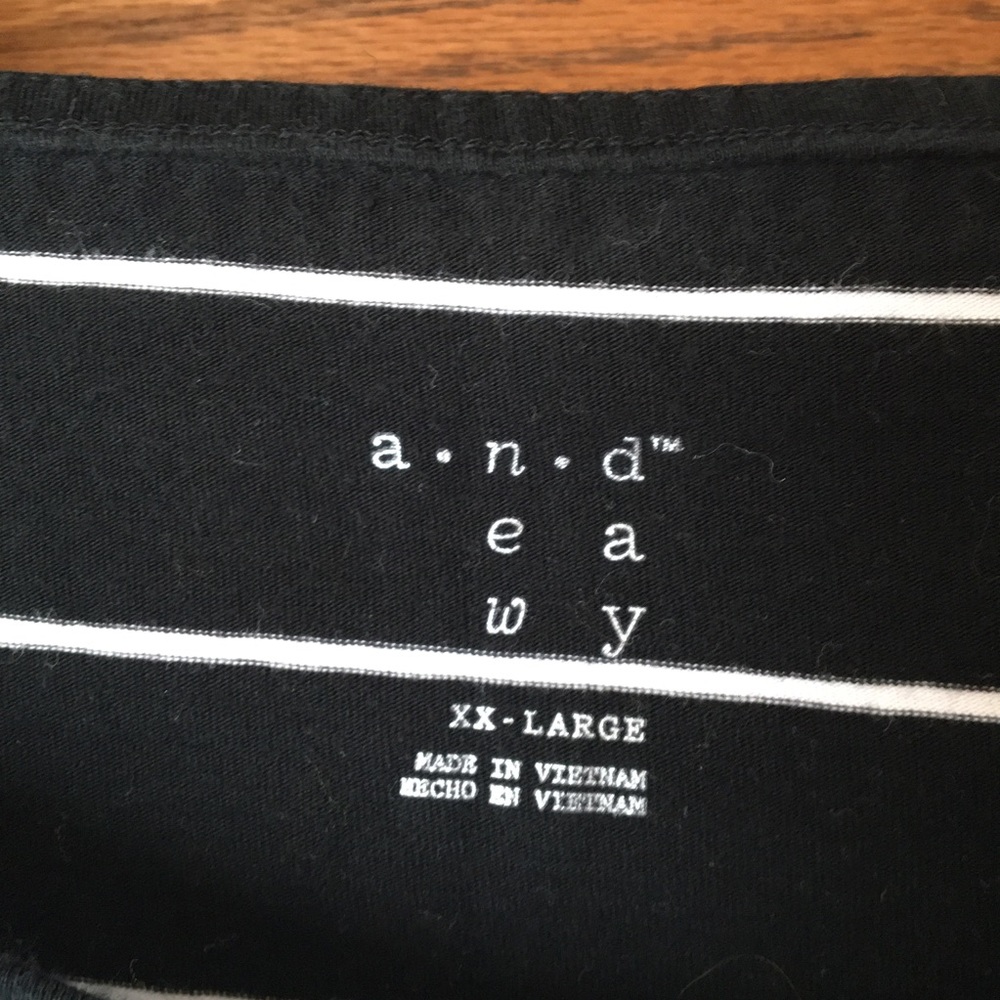 a • n • d™
e a
w y
XX-LARGE
MADE IN VIETNAM
HECHO EN VIETNAM